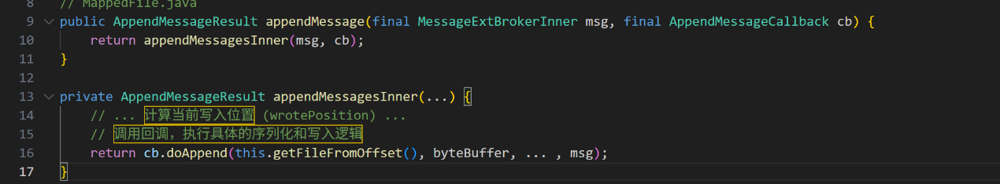 8 // MappedFile.java
9 public AppendMessageResult appendMessage(final MessageExtBrokerInner msg, final AppendMessageCallback cb) {
10     return appendMessagesInner(msg, cb);
11 }
12
13 private AppendMessageResult appendMessagesInner(...) {
14     // ... 计算当前写入位置 (wrotePosition) ...
15     // 调用回调，执行具体的序列化和写入逻辑
16     return cb.doAppend(this.getFileFromOffset(), byteBuffer, ... , msg);
17 }